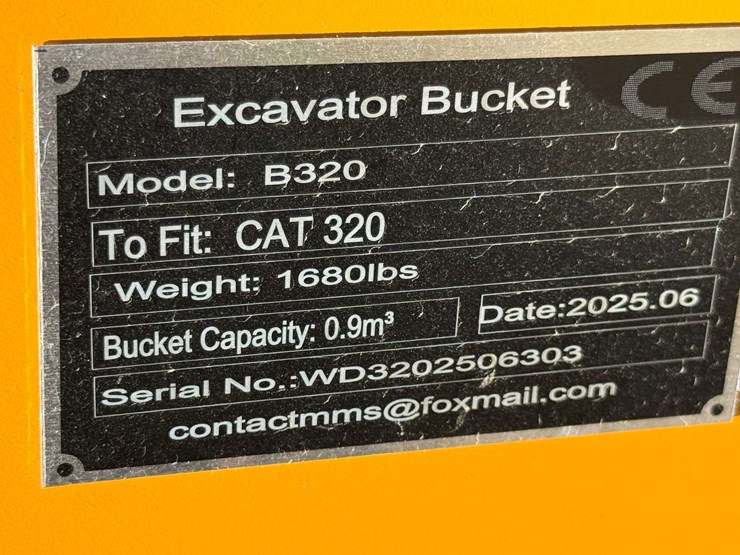 Excavator Bucket CE
Model: B320
To Fit: CAT 320
Weight: 1680lbs
Bucket Capacity: 0.9m³ Date:2025.06
Serial No.:WD3202506303
contactmms@foxmail.com